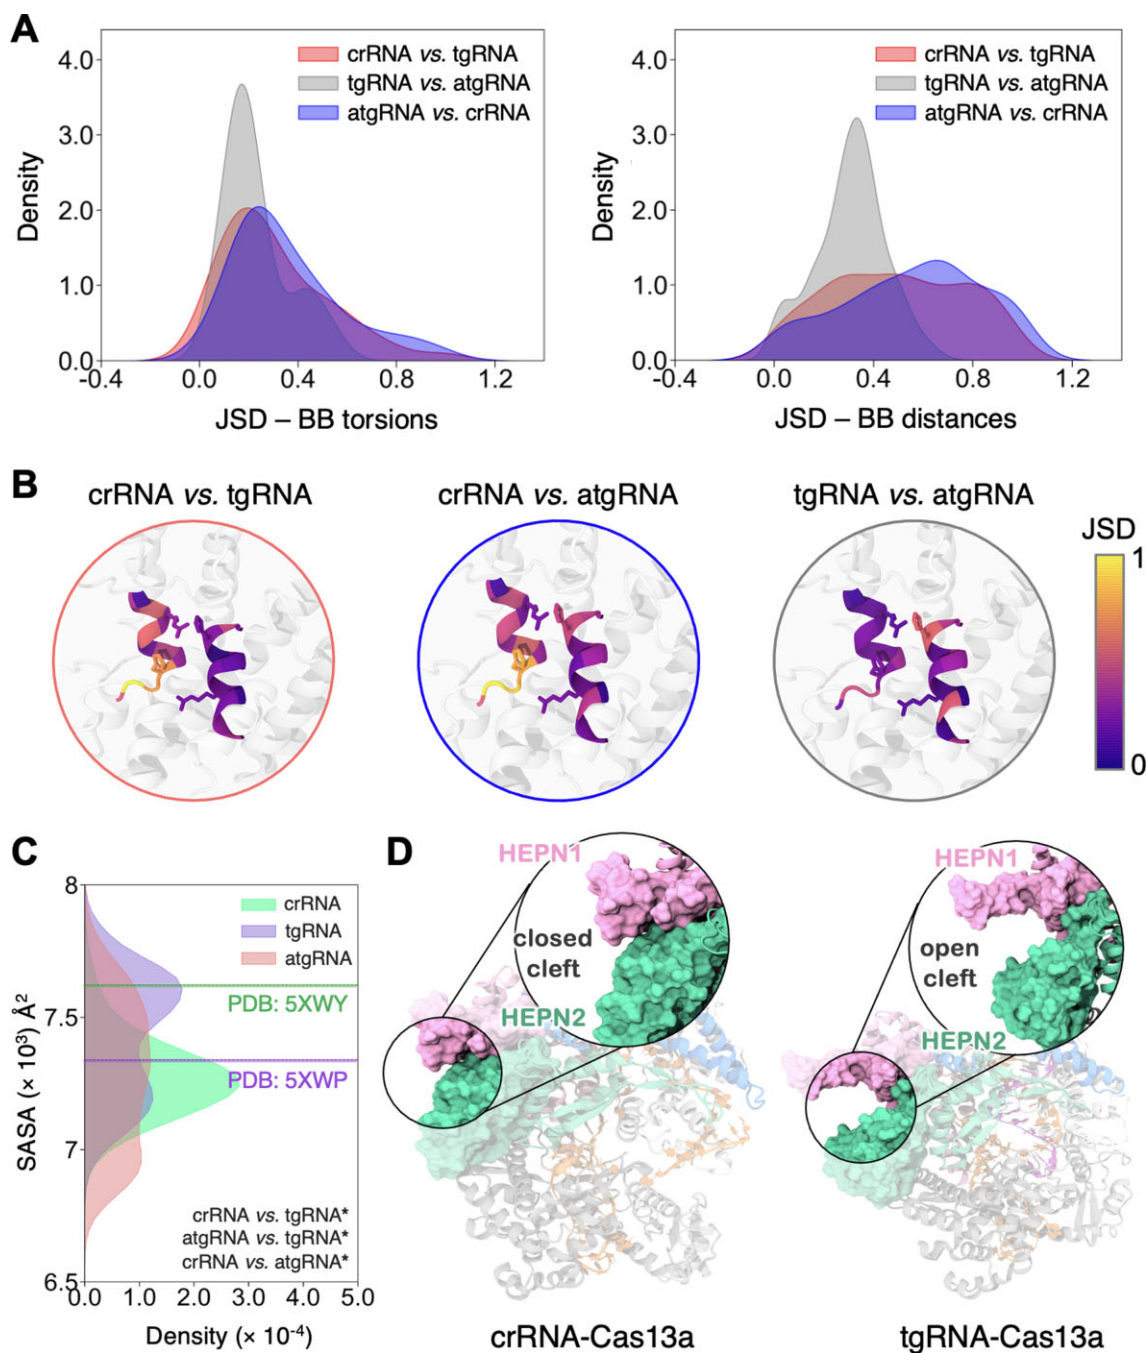 A
4.0
3.0
2.0
1.0
0.0
Density
crRNA vs. tgRNA
tgRNA vs. atgRNA
atgRNA vs. crRNA
-0.4
0.0
0.4
0.8
1.2
JSD – BB torsions
4.0
3.0
2.0
1.0
0.0
Density
crRNA vs. tgRNA
tgRNA vs. atgRNA
atgRNA vs. crRNA
-0.4
0.0
0.4
0.8
1.2
JSD – BB distances
B
crRNA vs. tgRNA
crRNA vs. atgRNA
tgRNA vs. atgRNA
JSD
1
0
C
8
7.5
7
6.5
SASA (× 10³) Å²
crRNA
tgRNA
atgRNA
PDB: 5XWY
PDB: 5XWP
crRNA vs. tgRNA*
atgRNA vs. tgRNA*
crRNA vs. atgRNA*
0.0
1.0
2.0
3.0
4.0
5.0
Density (× 10⁻⁴)
D
HEPN1
closed
cleft
HEPN2
crRNA-Cas13a
HEPN1
open
cleft
HEPN2
tgRNA-Cas13a